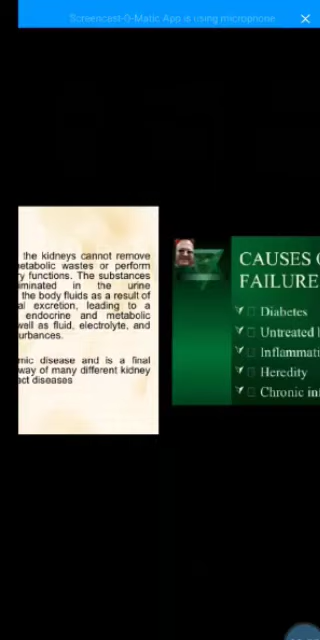 Screencast-O-Matic App is using microphone
the kidneys cannot remove
metabolic wastes or perform
ry functions. The substances
iminated in the urine
the body fluids as a result of
al excretion, leading to a
endocrine and metabolic
well as fluid, electrolyte, and
urbances.
mic disease and is a final
way of many different kidney
act diseases
CAUSES O
FAILURE
Diabetes
Untreated
Inflammati
Heredity
Chronic in